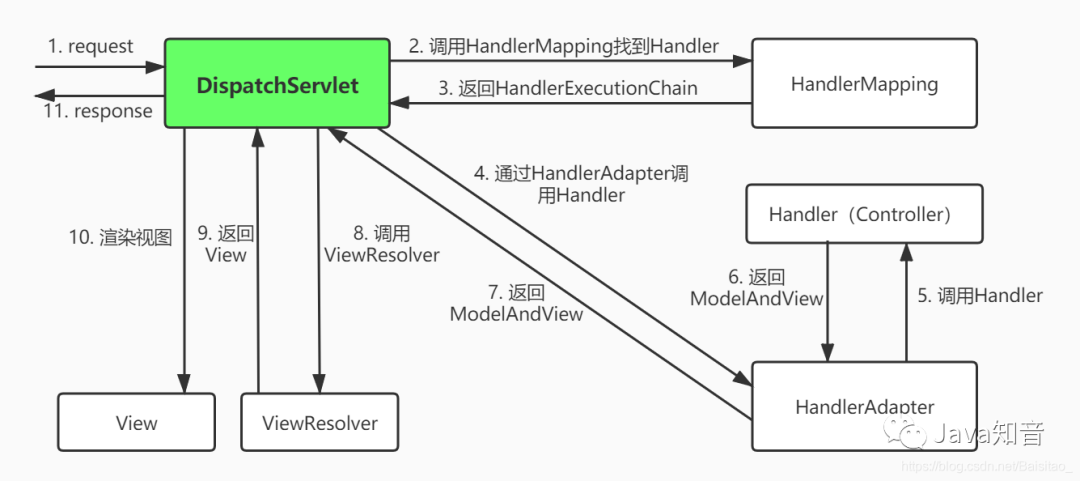 1. request
11. response
DispatchServlet
2. 调用HandlerMapping找到Handler
3. 返回HandlerExecutionChain
HandlerMapping
4. 通过HandlerAdapter调
用Handler
Handler（Controller）
10. 渲染视图
9. 返回
View
8. 调用
ViewResolver
7. 返回
ModelAndView
6. 返回
ModelAndView
5. 调用Handler
View
ViewResolver
HandlerAdapter
Java知音
https://blog.csdn.net/Baisitao_